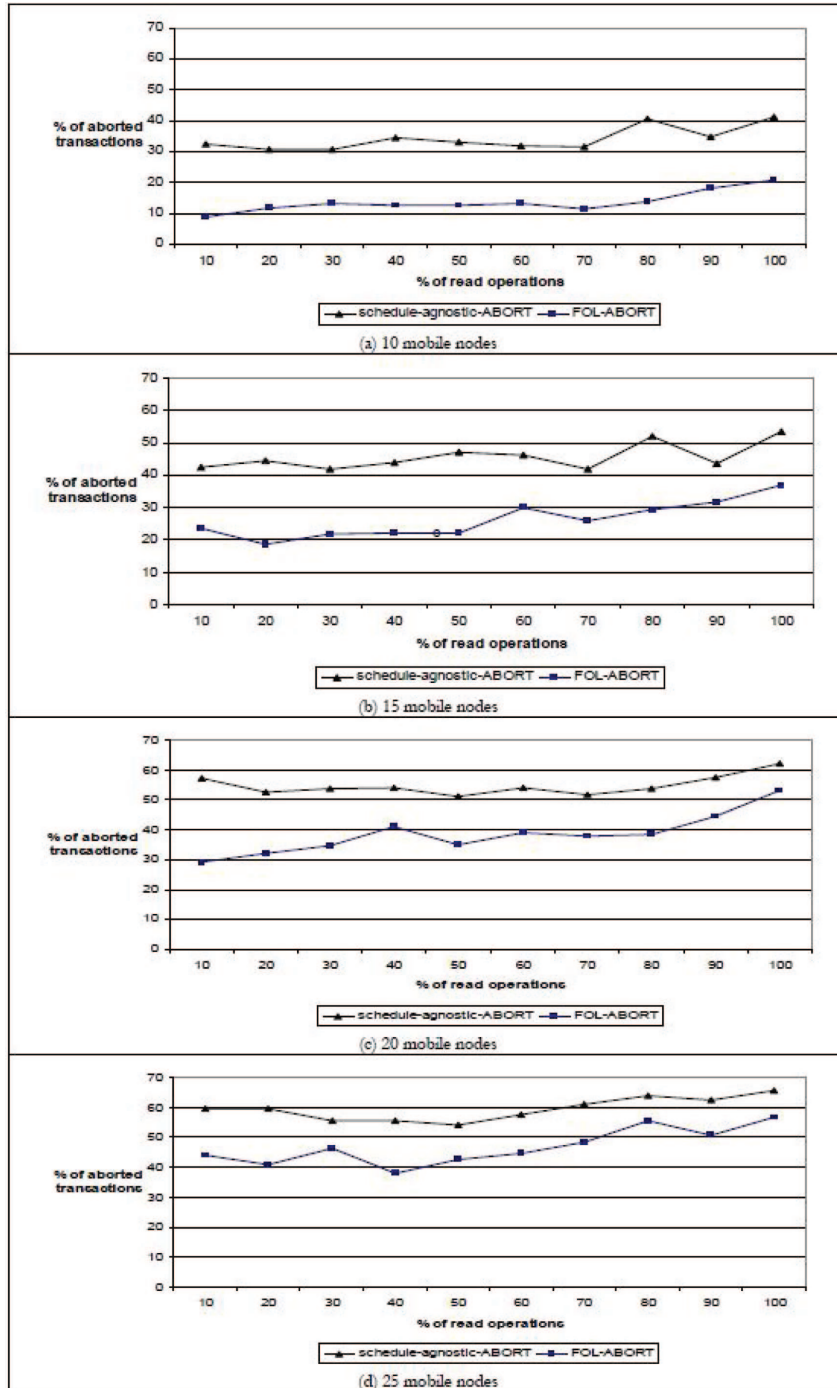 70
60
50
40
30
20
10
0
% of aborted
transactions
10 20 30 40 50 60 70 80 90 100
% of read operations
schedule-agnostic-ABORT FOL-ABORT
(a) 10 mobile nodes
70
60
50
40
30
20
10
0
% of aborted
transactions
10 20 30 40 50 60 70 80 90 100
% of read operations
schedule-agnostic-ABORT FOL-ABORT
(b) 15 mobile nodes
70
60
50
40
30
20
10
0
% of aborted
transactions
10 20 30 40 50 60 70 80 90 100
% of read operations
schedule-agnostic-ABORT FOL-ABORT
(c) 20 mobile nodes
70
60
50
40
30
20
10
0
% of aborted
transactions
10 20 30 40 50 60 70 80 90 100
% of read operations
schedule-agnostic-ABORT FOL-ABORT
(d) 25 mobile nodes